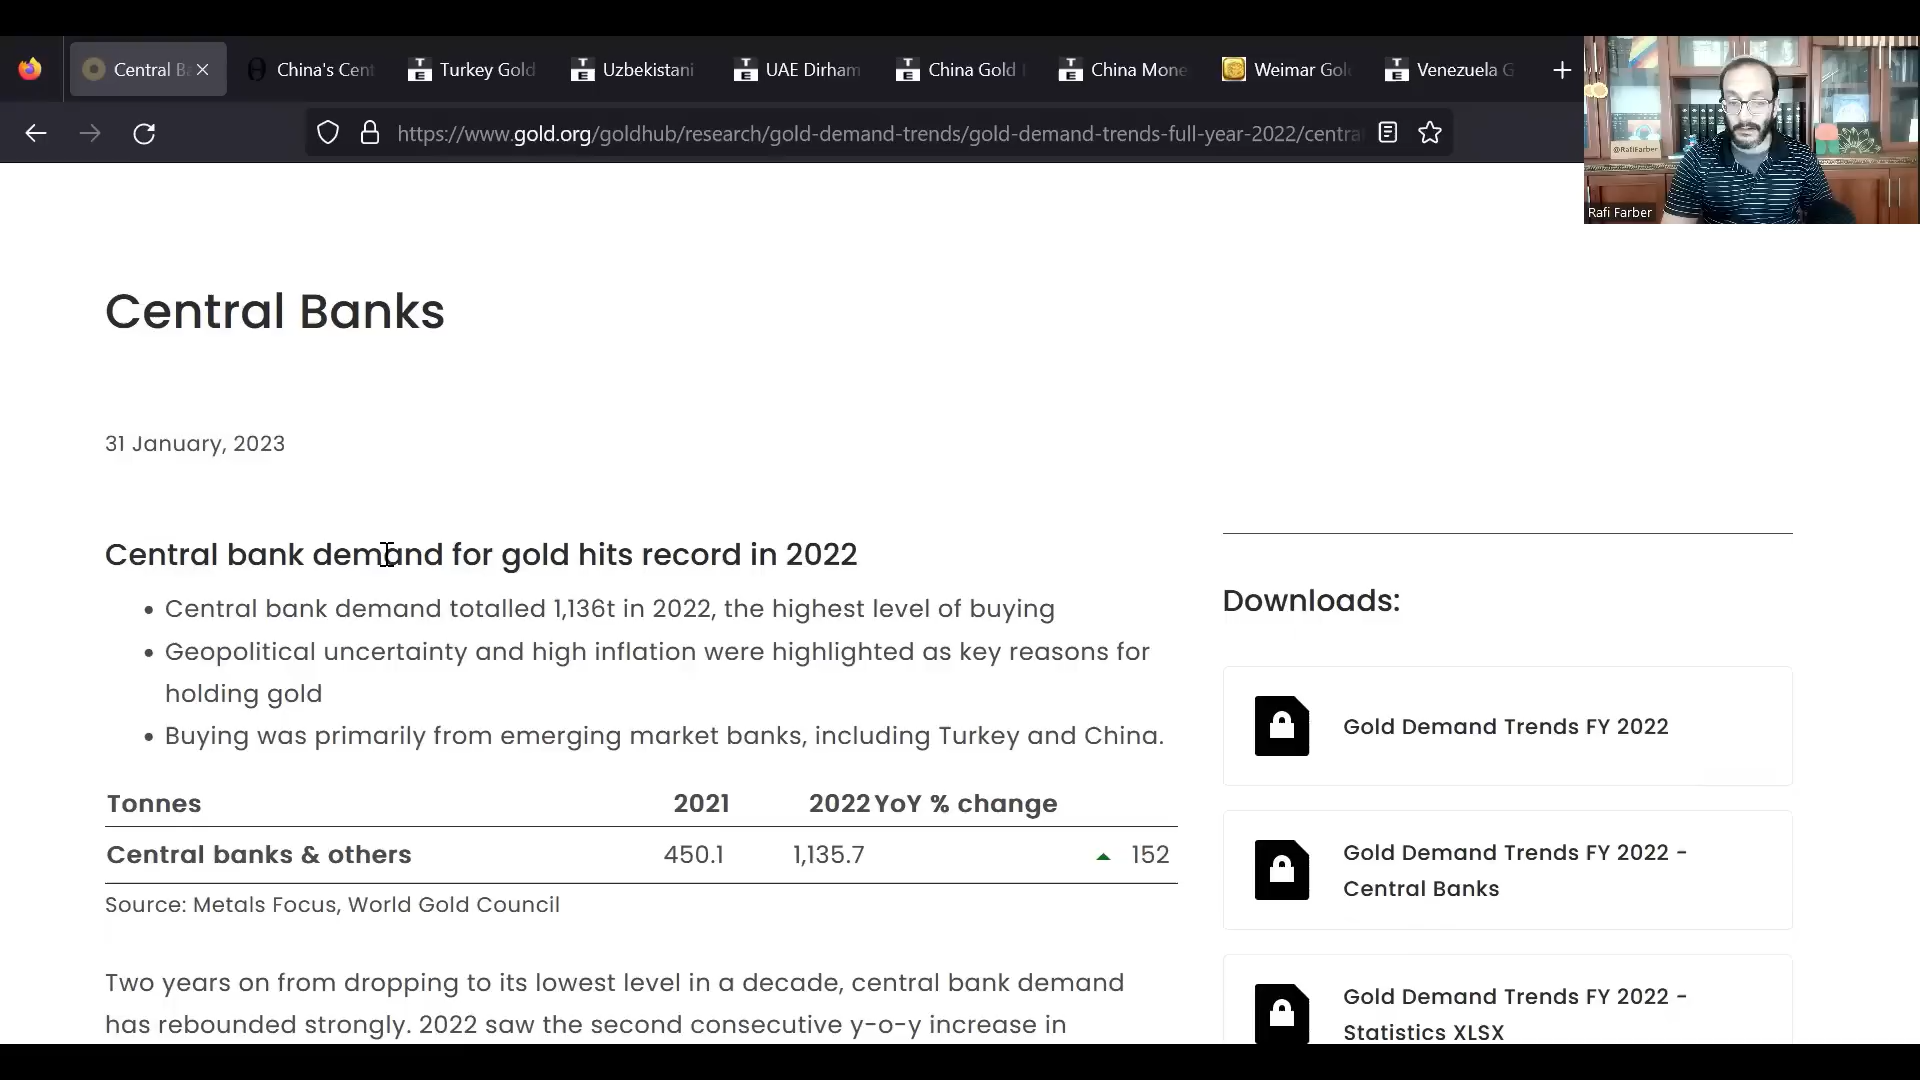 Central B
China's Cent
Turkey Gold
Uzbekistani
UAE Dirham
China Gold
China Mone
Weimar Gol
Venezuela G
https://www.gold.org/goldhub/research/gold-demand-trends/gold-demand-trends-full-year-2022/centra
@RafiFarber
Rafi Farber
Central Banks
31 January, 2023
Central bank demand for gold hits record in 2022
• Central bank demand totalled 1,136t in 2022, the highest level of buying
• Geopolitical uncertainty and high inflation were highlighted as key reasons for
holding gold
• Buying was primarily from emerging market banks, including Turkey and China.
Tonnes 2021 2022 YoY % change
Central banks & others 450.1 1,135.7 152
Source: Metals Focus, World Gold Council
Two years on from dropping to its lowest level in a decade, central bank demand
has rebounded strongly. 2022 saw the second consecutive y-o-y increase in
Downloads:
Gold Demand Trends FY 2022
Gold Demand Trends FY 2022 -
Central Banks
Gold Demand Trends FY 2022 -
Statistics XLSX